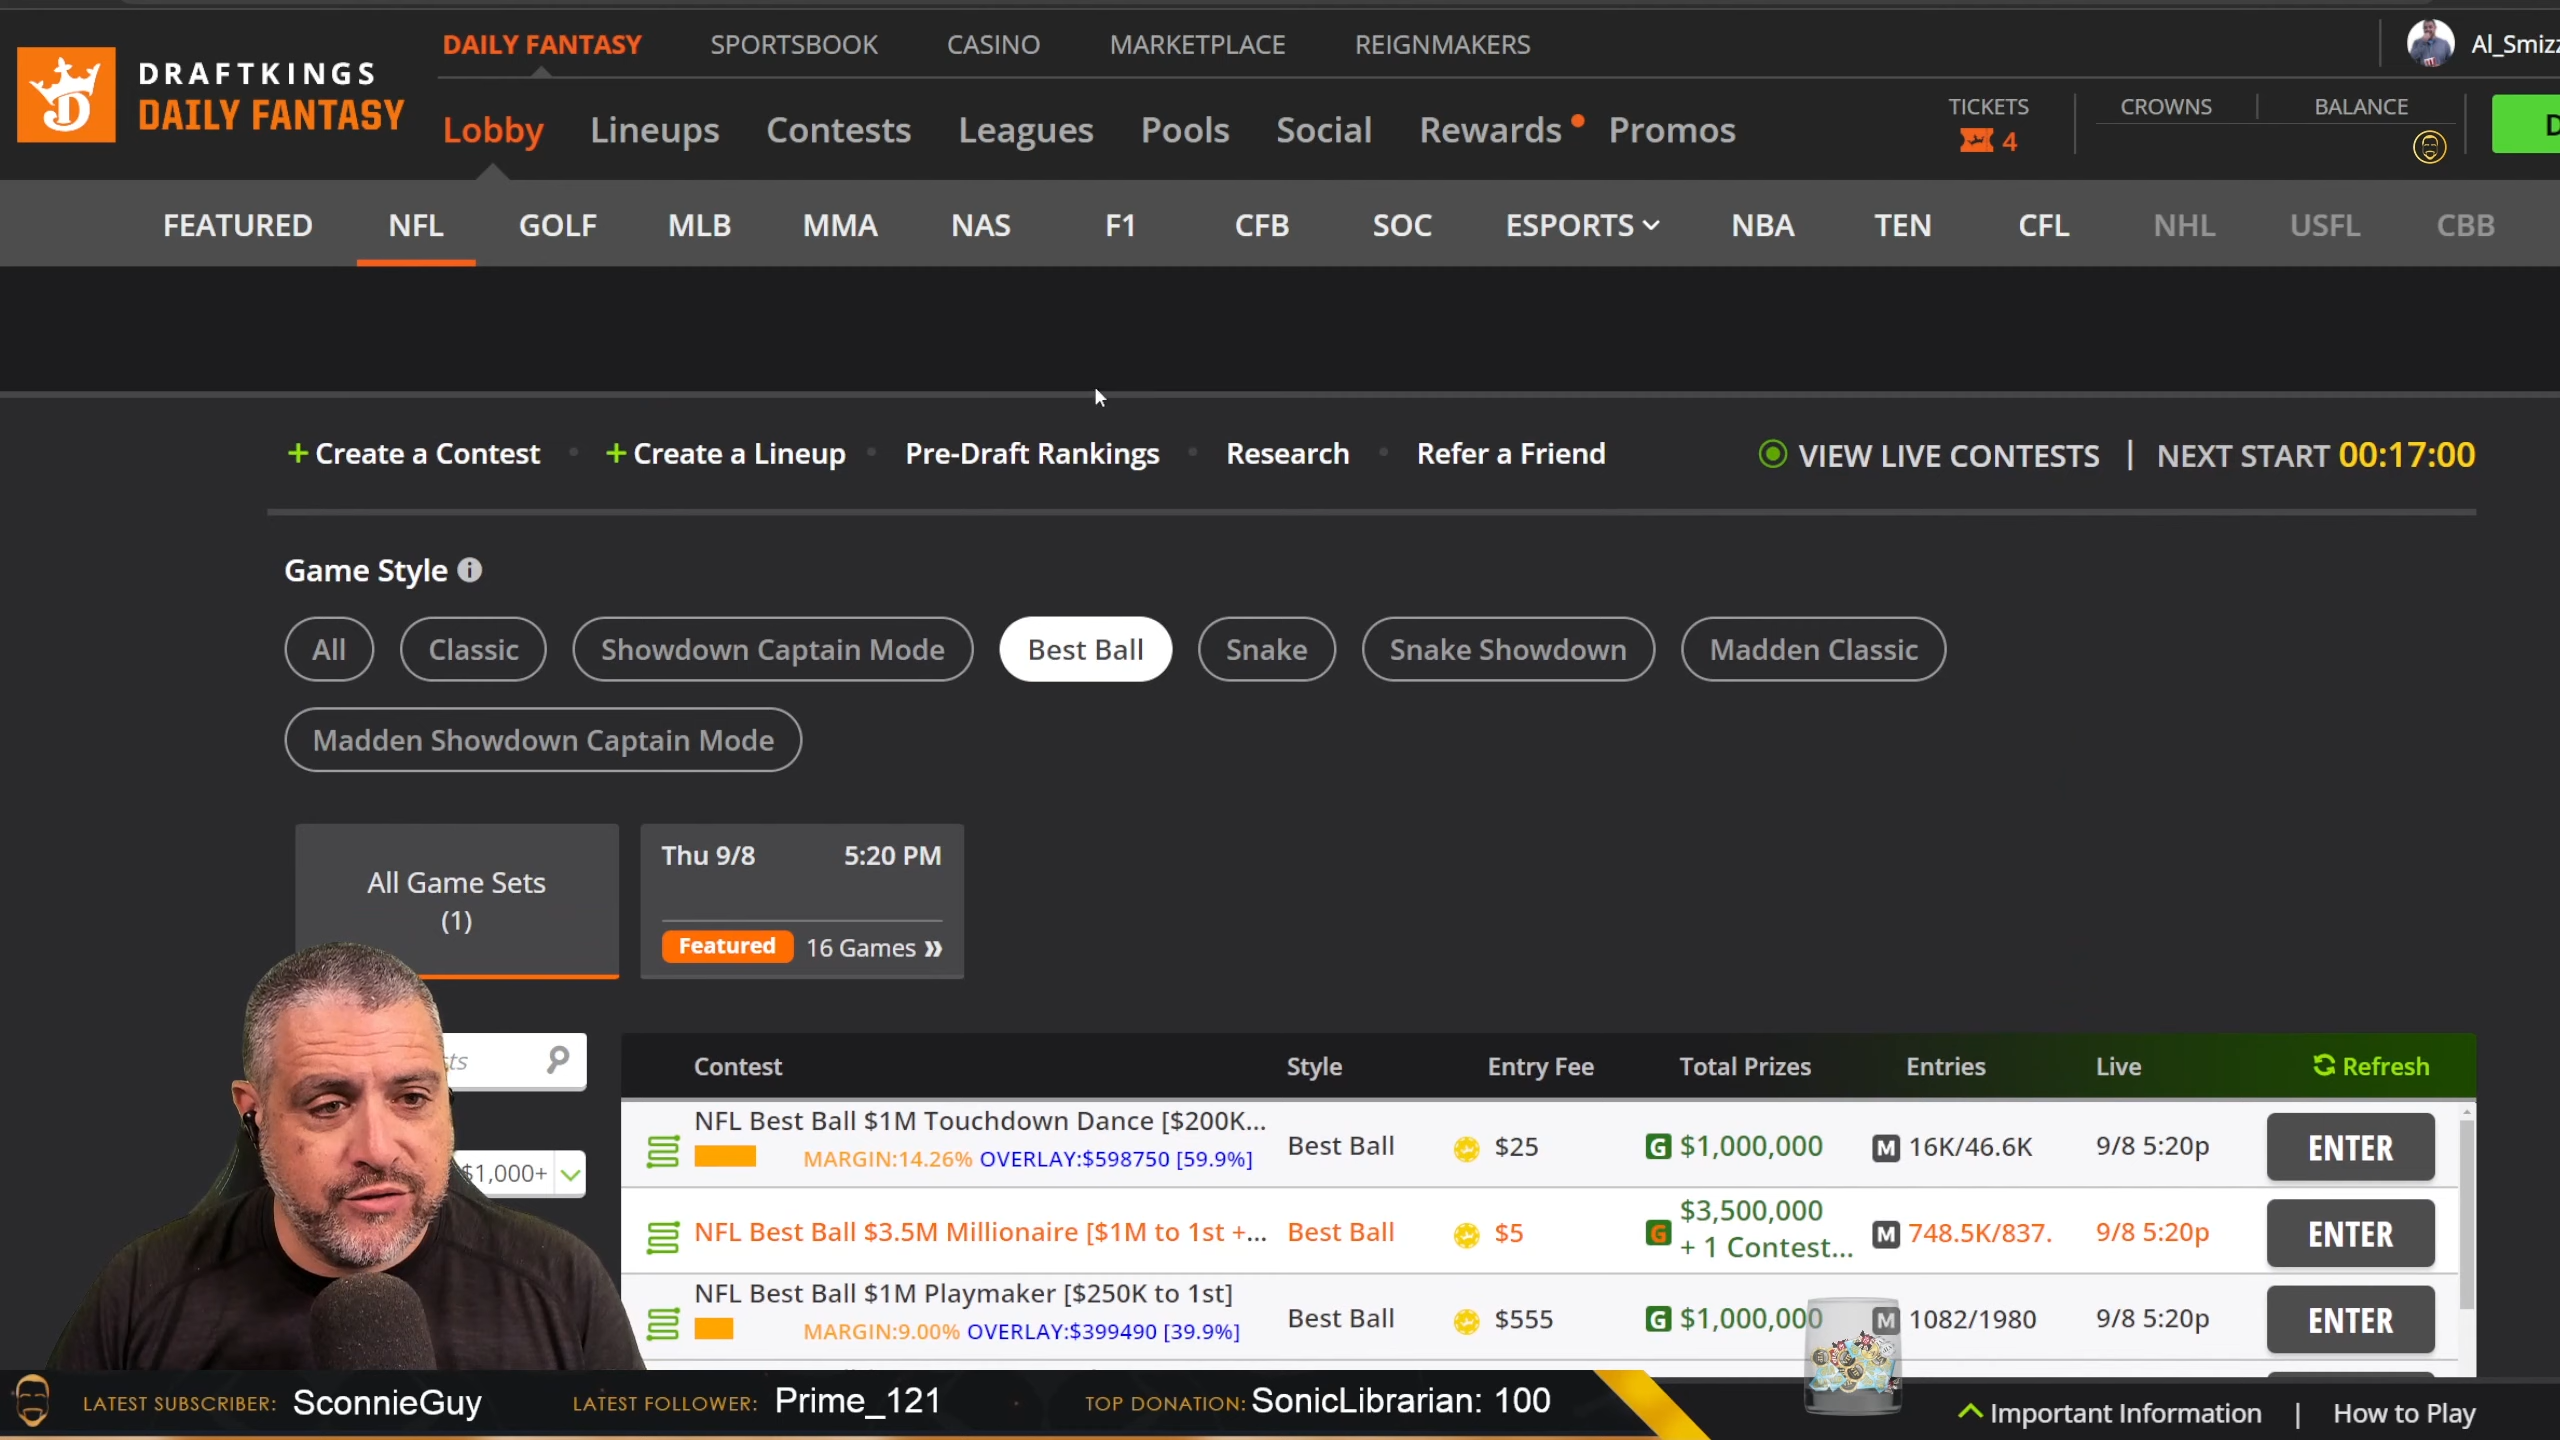 DAILY FANTASY SPORTSBOOK CASINO MARKETPLACE REIGNMAKERS
DRAFTKINGS
DAILY FANTASY
Lobby Lineups Contests Leagues Pools Social Rewards Promos
TICKETS CROWNS BALANCE
4
FEATURED NFL GOLF MLB MMA NAS F1 CFB SOC ESPORTS NBA TEN CFL NHL USFL CBB
+ Create a Contest • + Create a Lineup • Pre-Draft Rankings • Research • Refer a Friend VIEW LIVE CONTESTS | NEXT START 00:17:00
Game Style
All Classic Showdown Captain Mode Best Ball Snake Snake Showdown Madden Classic
Madden Showdown Captain Mode
All Game Sets
(1)
Thu 9/8 5:20 PM
Featured 16 Games »
Contest Style Entry Fee Total Prizes Entries Live Refresh
NFL Best Ball $1M Touchdown Dance [$200K...
MARGIN:14.26% OVERLAY:$598750 [59.9%]
Best Ball $25 G $1,000,000 M 16K/46.6K 9/8 5:20p ENTER
$1,000+
NFL Best Ball $3.5M Millionaire [$1M to 1st +... Best Ball $5 G $3,500,000
+ 1 Contest...
M 748.5K/837. 9/8 5:20p ENTER
NFL Best Ball $1M Playmaker [$250K to 1st]
MARGIN:9.00% OVERLAY:$399490 [39.9%]
Best Ball $555 G $1,000,000 M 1082/1980 9/8 5:20p ENTER
LATEST SUBSCRIBER: SconnieGuy LATEST FOLLOWER: Prime_121 TOP DONATION: SonicLibrarian: 100
Important Information | How to Play